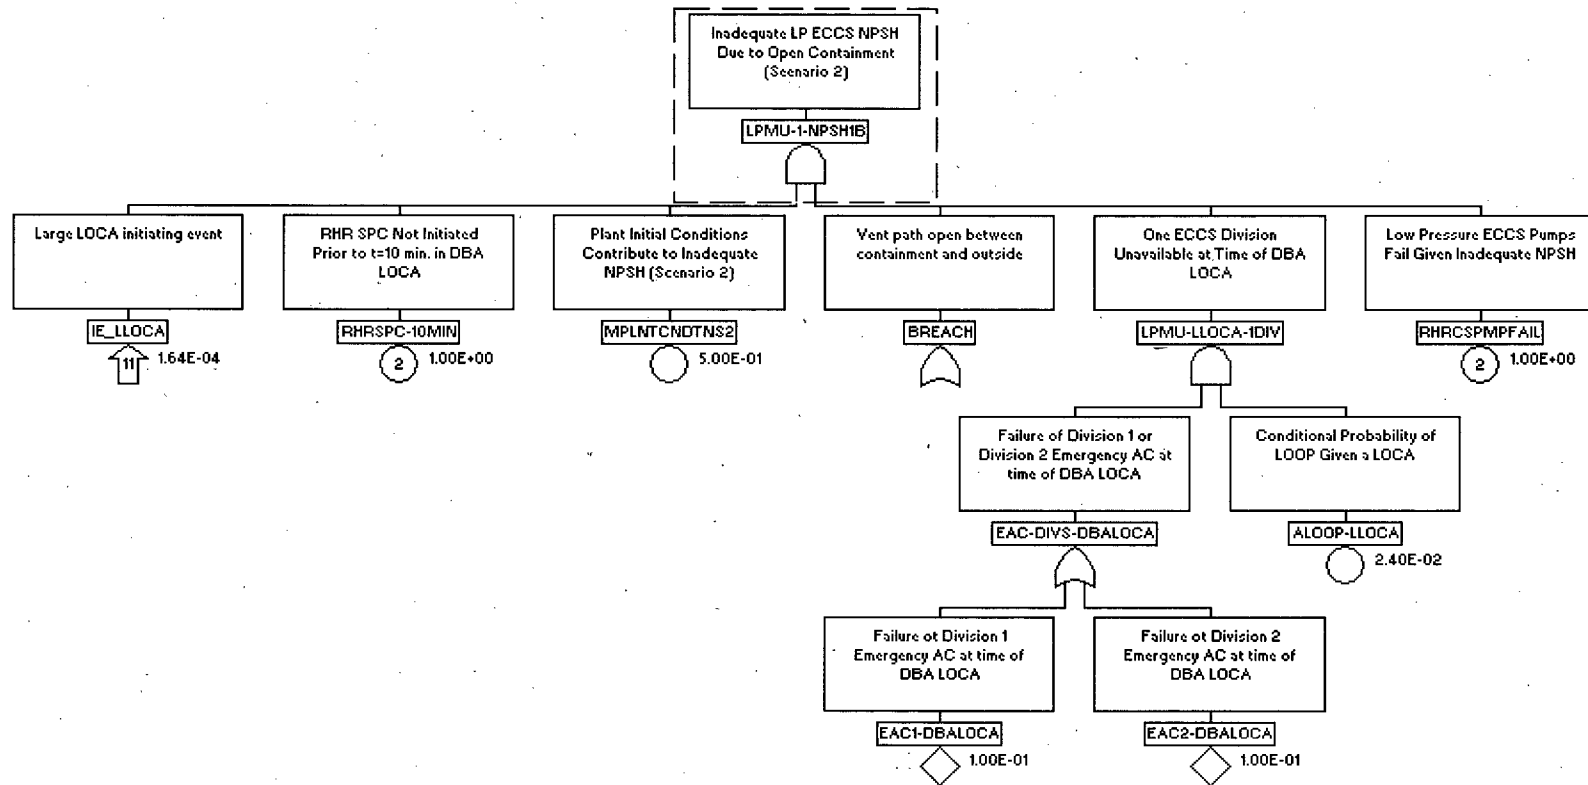 Inadequate LP ECCS NPSH
Due to Open Containment
(Scenario 2)
LPMU-1-NPSH1B
Large LOCA initiating event
IE_LLOCA
11
1.64E-04
RHR SPC Not Initiated
Prior to t=10 min. in DBA
LOCA
RHRSPC-10MIN
2
1.00E+00
Plant Initial Conditions
Contribute to Inadequate
NPSH (Scenario 2)
MPLNTCNDTNS2
5.00E-01
Vent path open between
containment and outside
BREACH
One ECCS Division
Unavailable at Time of DBA
LOCA
LPMU-LLOCA-1DIV
Low Pressure ECCS Pumps
Fail Given Inadequate NPSH
RHRCSPMPFAIL
2
1.00E+00
Failure of Division 1 or
Division 2 Emergency AC at
time of DBA LOCA
EAC-DIVS-DBALOCA
Conditional Probability of
LOOP Given a LOCA
ALOOP-LLOCA
2.40E-02
Failure of Division 1
Emergency AC at time of
DBA LOCA
EAC1-DBALOCA
1.00E-01
Failure of Division 2
Emergency AC at time of
DBA LOCA
EAC2-DBALOCA
1.00E-01